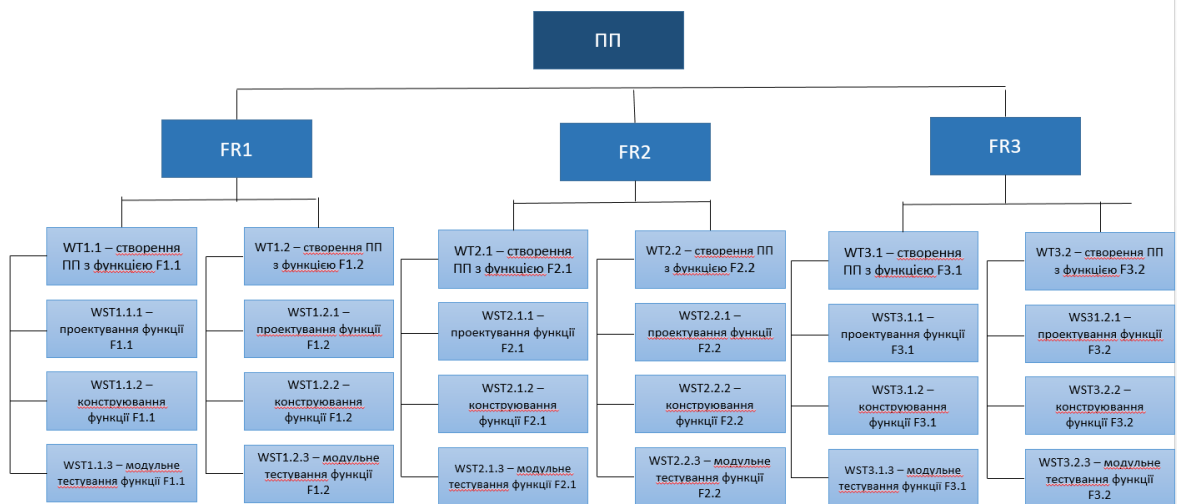 ПП
FR1
FR2
FR3
WT1.1 – створення
ПП з функцією F1.1
WST1.1.1 –
проектування функції
F1.1
WST1.1.2 –
конструювання
функції F1.1
WST1.1.3 – модульне
тестування функції F1.1
WT1.2 – створення ПП
з функцією F1.2
WST1.2.1 –
проектування функції
F1.2
WST1.2.2 –
конструювання
функції F1.2
WST1.2.3 – модульне
тестування функції
F1.2
WT2.1 – створення
ПП з функцією F2.1
WST2.1.1 –
проектування функції
F2.1
WST2.1.2 –
конструювання
функції F2.1
WST2.1.3 – модульне
тестування функції F2.1
WT2.2 – створення ПП
з функцією F2.2
WST2.2.1 –
проектування функції
F2.2
WST2.2.2 –
конструювання
функції F2.2
WST2.2.3 – модульне
тестування функції
F2.2
WT3.1 – створення
ПП з функцією F3.1
WST3.1.1 –
проектування функції
F3.1
WST3.1.2 –
конструювання функції
F3.1
WST3.1.3 – модульне
тестування функції F3.1
WT3.2 – створення ПП
з функцією F3.2
WS31.2.1 –
проектування функції
F3.2
WST3.2.2 –
конструювання функції
F3.2
WST3.2.3 – модульне
тестування функції
F3.2